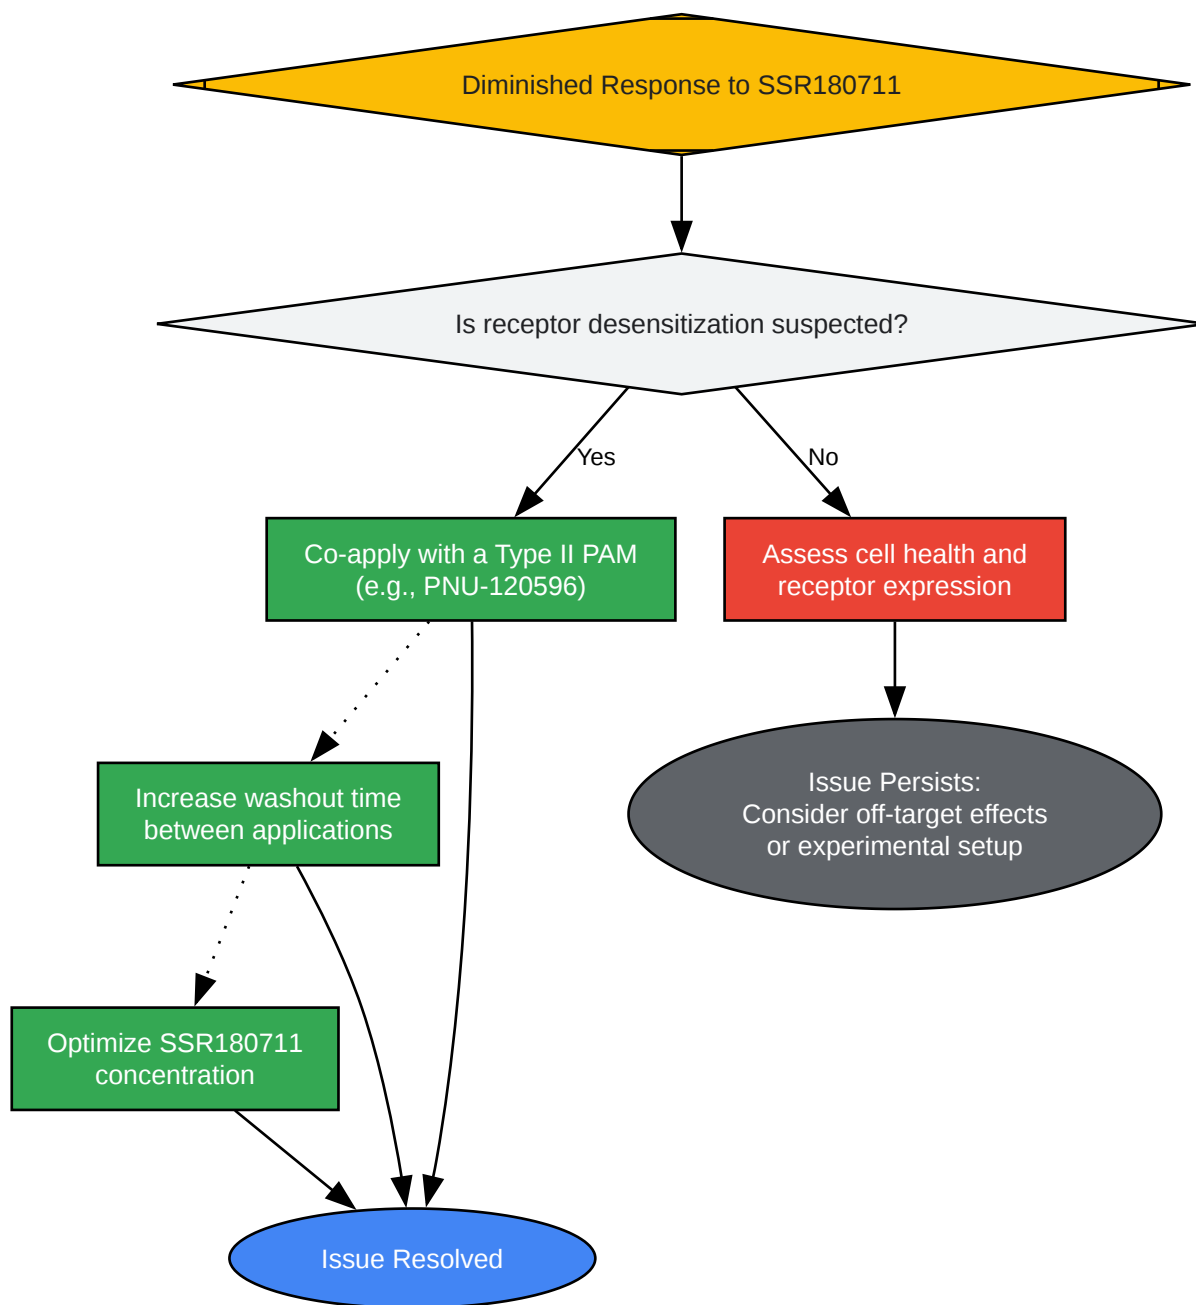 Diminished Response to SSR180711
Is receptor desensitization suspected?
Yes
No
Co-apply with a Type II PAM
(e.g., PNU-120596)
Assess cell health and
receptor expression
Increase washout time
between applications
Issue Persists:
Consider off-target effects
or experimental setup
Optimize SSR180711
concentration
Issue Resolved